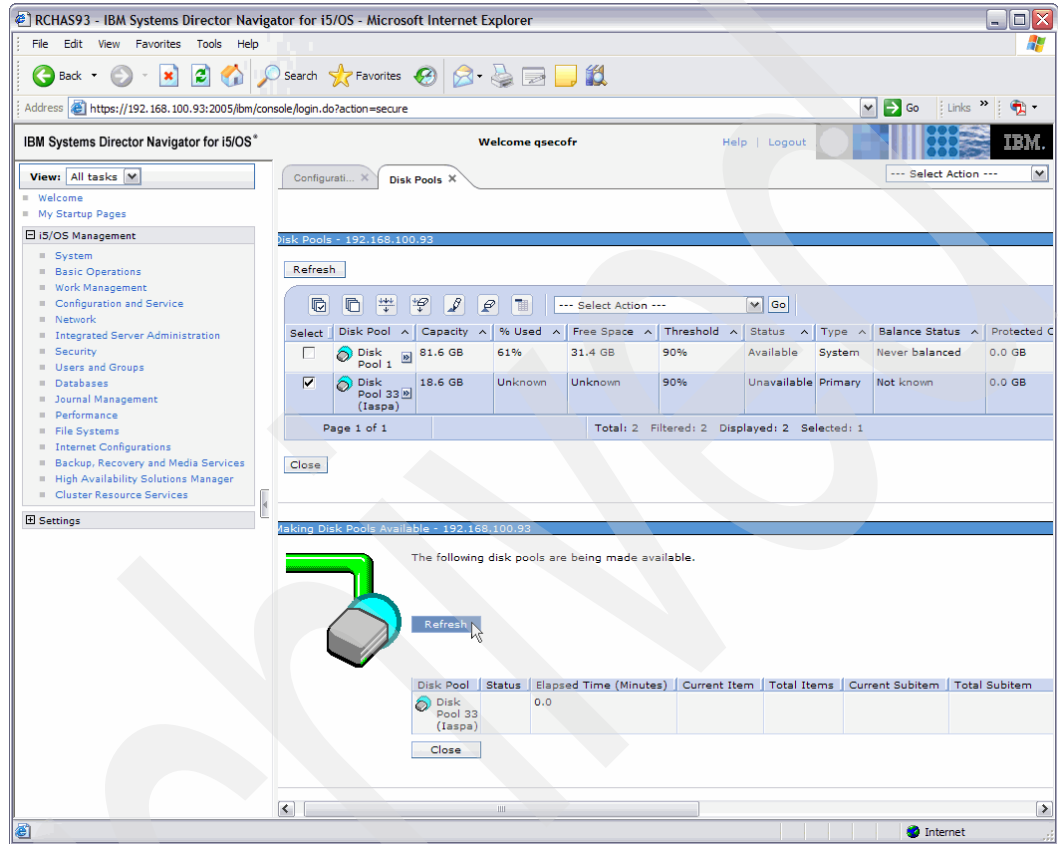 RCHAS93 - IBM Systems Director Navigator for i5/OS - Microsoft Internet Explorer
File Edit View Favorites Tools Help
Back Search Favorites
Address https://192.168.100.93:2005/ibm/console/login.do?action=secure Go Links »
IBM Systems Director Navigator for i5/OS* Welcome qsecofr Help | Logout IBM.
View: All tasks
Configurati... X Disk Pools X --- Select Action ---
Welcome
My Startup Pages
i5/OS Management
System
Basic Operations
Work Management
Configuration and Service
Network
Integrated Server Administration
Security
Users and Groups
Databases
Journal Management
Performance
File Systems
Internet Configurations
Backup, Recovery and Media Services
High Availability Solutions Manager
Cluster Resource Services
Settings
Disk Pools - 192.168.100.93
Refresh
--- Select Action --- Go
Select Disk Pool Capacity % Used Free Space Threshold Status Type Balance Status Protected C
Disk Pool 1 81.6 GB 61% 31.4 GB 90% Available System Never balanced 0.0 GB
Disk Pool 33 (Iaspa) 18.6 GB Unknown Unknown 90% Unavailable Primary Not known 0.0 GB
Page 1 of 1 Total: 2 Filtered: 2 Displayed: 2 Selected: 1
Close
Making Disk Pools Available - 192.168.100.93
The following disk pools are being made available.
Refresh
Disk Pool Status Elapsed Time (Minutes) Current Item Total Items Current Subitem Total Subitem
Disk Pool 33 (Iaspa) 0.0
Close
Internet